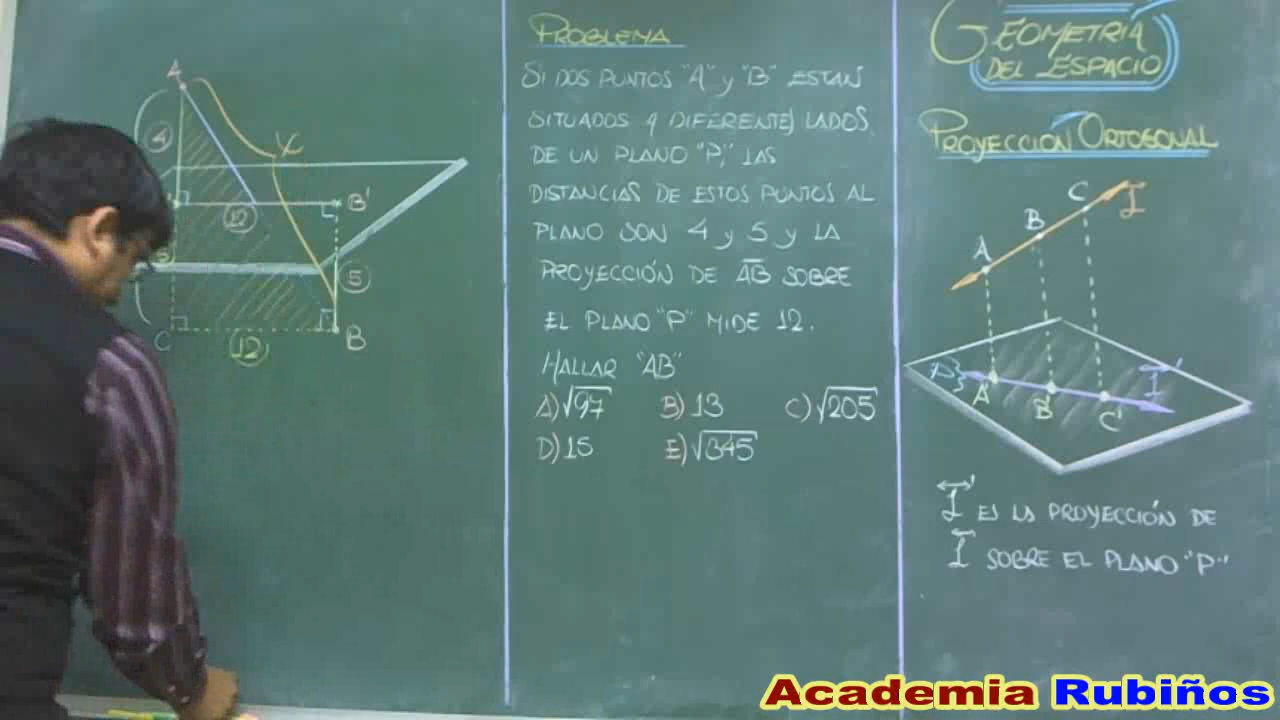 A
4
X
12
B'
5
5
C
12
B
PROBLEMA
SI DOS PUNTOS "A" y "B" ESTAN
SITUADOS A DIFERENTES LADOS
DE UN PLANO "P", LAS
DISTANCIAS DE ESTOS PUNTOS AL
PLANO SON 4 y 5 y LA
PROYECCIÓN DE AB SOBRE
EL PLANO "P" MIDE 12.
HALLAR "AB"
A) √97 B) 13 C) √205
D) 15 E) √345
GEOMETRÍA
DEL ESPACIO
PROYECCIÓN ORTOGONAL
A B C L
P A' B' C' L'
L' ES LA PROYECCIÓN DE
L SOBRE EL PLANO "P"
Academia Rubiños